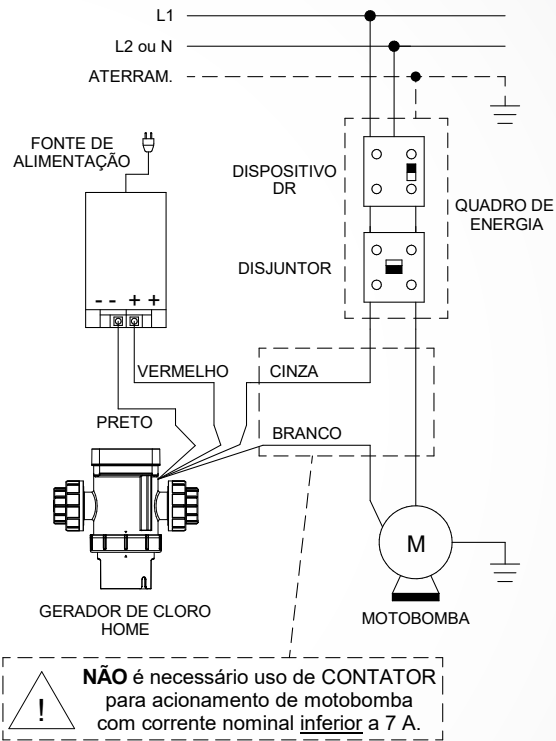 L1
L2 ou N
ATERRAM.
FONTE DE
ALIMENTAÇÃO
DISPOSITIVO
DR
QUADRO DE
ENERGIA
DISJUNTOR
- - + +
VERMELHO
CINZA
PRETO
BRANCO
M
GERADOR DE CLORO
HOME
MOTOBOMBA
!
NÃO é necessário uso de CONTATOR
para acionamento de motobomba
com corrente nominal inferior a 7 A.